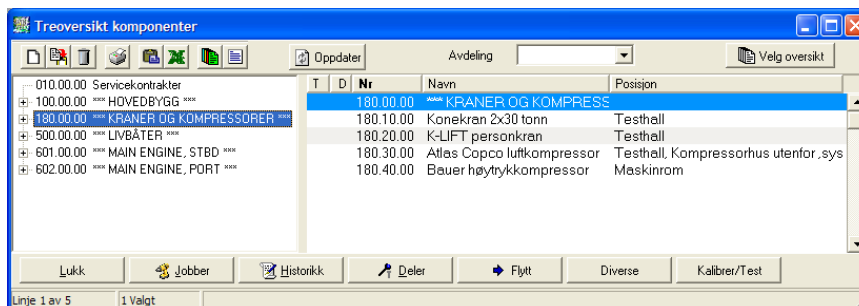 Treoversikt komponenter
Oppdater Avdeling Velg oversikt
010.00.00 Servicekontrakter
100.00.00 *** HOVEDBYGG ***
180.00.00 *** KRANER OG KOMPRESSORER ***
500.00.00 *** LIVBÅTER ***
601.00.00 *** MAIN ENGINE, STBD ***
602.00.00 *** MAIN ENGINE, PORT ***
T D Nr Navn Posisjon
180.00.00 *** KRANER OG KOMPRESS
180.10.00 Konekran 2x30 tonn Testhall
180.20.00 K-LIFT personkran Testhall
180.30.00 Atlas Copco luftkompressor Testhall, Kompressorhus utenfor ,sys
180.40.00 Bauer høytrykkompressor Maskinrom
Lukk Jobber Historikk Deler Flytt Diverse Kalibrer/Test
Linje 1 av 5 1 Valgt